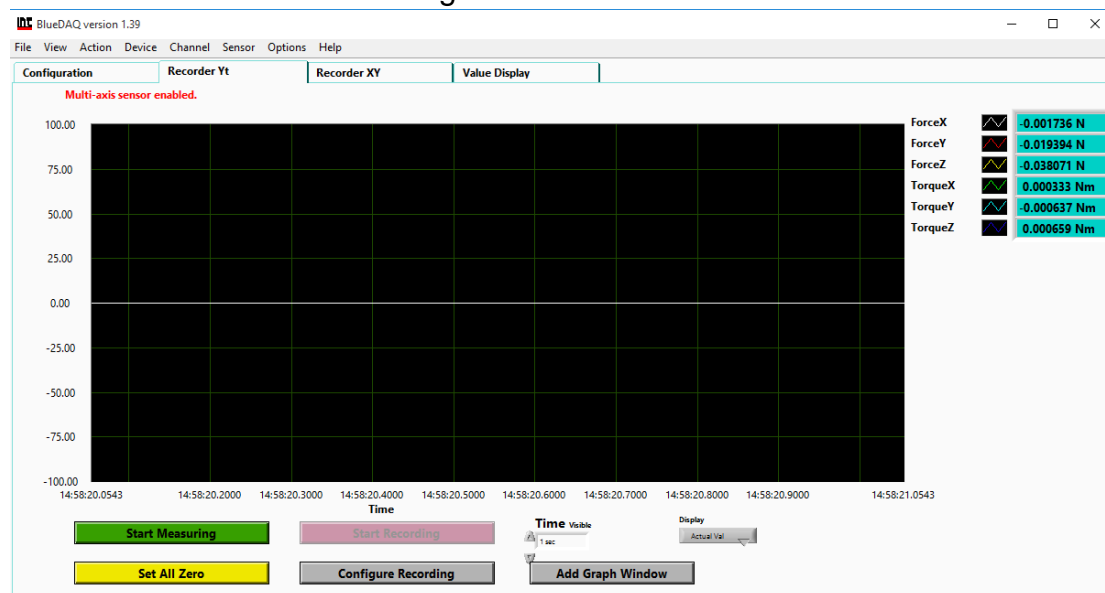 BlueDAQ version 1.39
File View Action Device Channel Sensor Options Help
Configuration Recorder Yt Recorder XY Value Display
Multi-axis sensor enabled.
100.00
75.00
50.00
25.00
0.00
-25.00
-50.00
-75.00
-100.00
14:58:20.0543 14:58:20.2000 14:58:20.3000 14:58:20.4000 14:58:20.5000 14:58:20.6000 14:58:20.7000 14:58:20.8000 14:58:20.9000 14:58:21.0543
Time
ForceX -0.001736 N
ForceY -0.019394 N
ForceZ -0.038071 N
TorqueX 0.000333 Nm
TorqueY -0.000637 Nm
TorqueZ 0.000659 Nm
Start Measuring Start Recording Time Visible Display
1 sec Actual Val
Set All Zero Configure Recording Add Graph Window